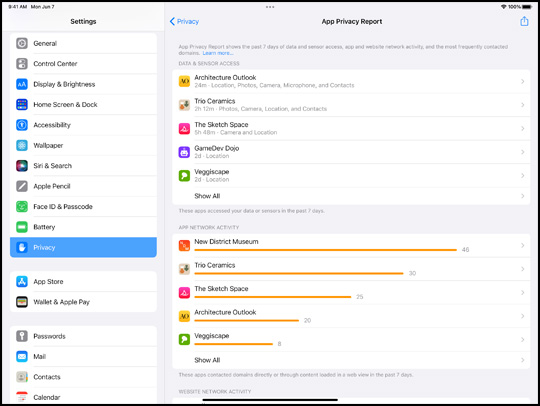 9:41 AM Mon Jun 7
100%
Settings
General
Control Center
Display & Brightness
Home Screen & Dock
Accessibility
Wallpaper
Siri & Search
Apple Pencil
Face ID & Passcode
Battery
Privacy
App Store
Wallet & Apple Pay
Passwords
Mail
Contacts
Calendar
Privacy
App Privacy Report
App Privacy Report shows the past 7 days of data and sensor access, app and website network activity, and the most frequently contacted
domains. Learn more...
DATA & SENSOR ACCESS
Architecture Outlook
24m · Location, Photos, Camera, Microphone, and Contacts
Trio Ceramics
2h 12m · Photos, Camera, Location, and Contacts
The Sketch Space
5h 48m · Camera and Location
GameDev Dojo
2d · Location
Veggiscape
2d · Location
Show All
These apps accessed your data or sensors in the past 7 days.
APP NETWORK ACTIVITY
New District Museum
46
Trio Ceramics
30
The Sketch Space
25
Architecture Outlook
20
Veggiscape
8
Show All
These apps contacted domains directly or through content loaded in a web view in the past 7 days.
WEBSITE NETWORK ACTIVITY